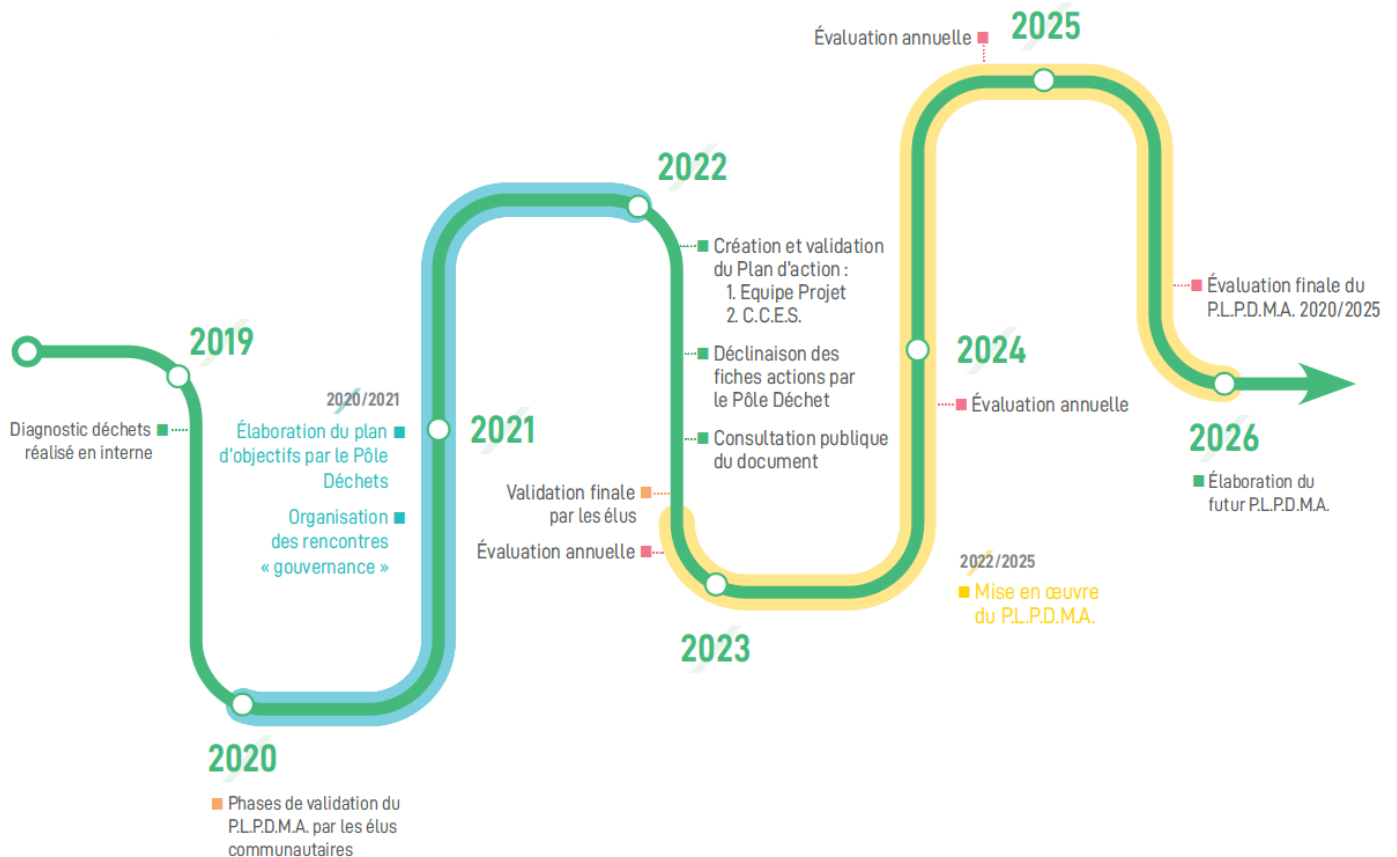 2019
Diagnostic déchets
réalisé en interne
2020
Phases de validation du
P.L.P.D.M.A. par les élus
communautaires
2020/2021
Élaboration du plan
d'objectifs par le Pôle
Déchets
Organisation
des rencontres
« gouvernance »
2021
2022
Création et validation
du Plan d'action :
1. Equipe Projet
2. C.C.E.S.
Déclinaison des
fiches actions par
le Pôle Déchet
Consultation publique
du document
Validation finale
par les élus
Évaluation annuelle
2023
2022/2025
Mise en œuvre
du P.L.P.D.M.A.
2024
Évaluation annuelle
Évaluation annuelle
2025
Évaluation finale du
P.L.P.D.M.A. 2020/2025
2026
Élaboration du
futur P.L.P.D.M.A.